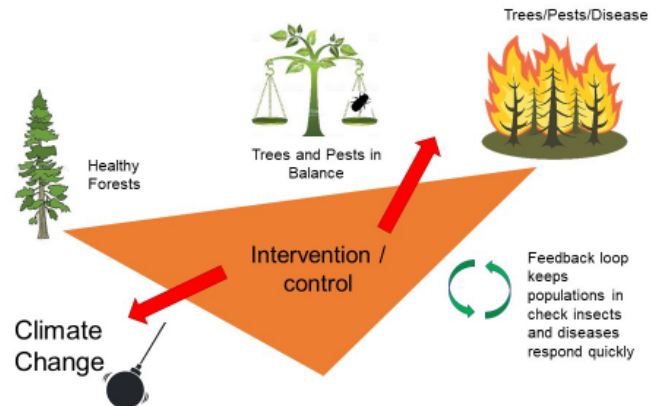 Trees/Pests/Disease
Healthy
Forests
Trees and Pests in
Balance
Intervention /
control
Feedback loop
keeps
populations in
check insects
and diseases
respond quickly
Climate
Change